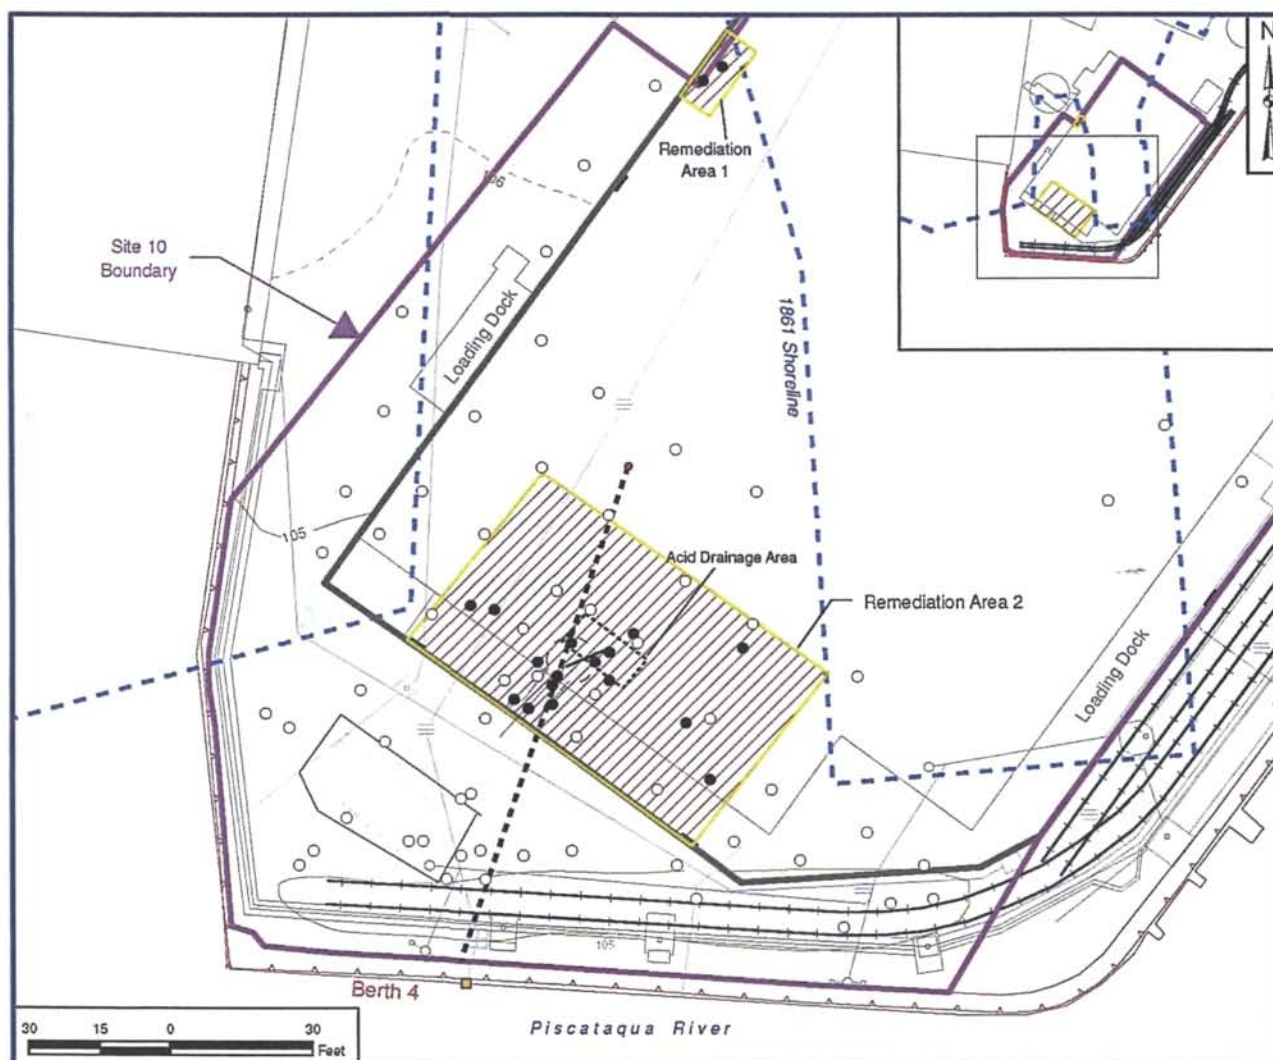 N
Remediation
Area 1
106
Site 10
Boundary
Loading Dock
1861 Shoreline
105
Acid Drainage Area
Remediation Area 2
Loading Dock
105
Berth 4
Piscataqua River
30 15 0 30
Feet